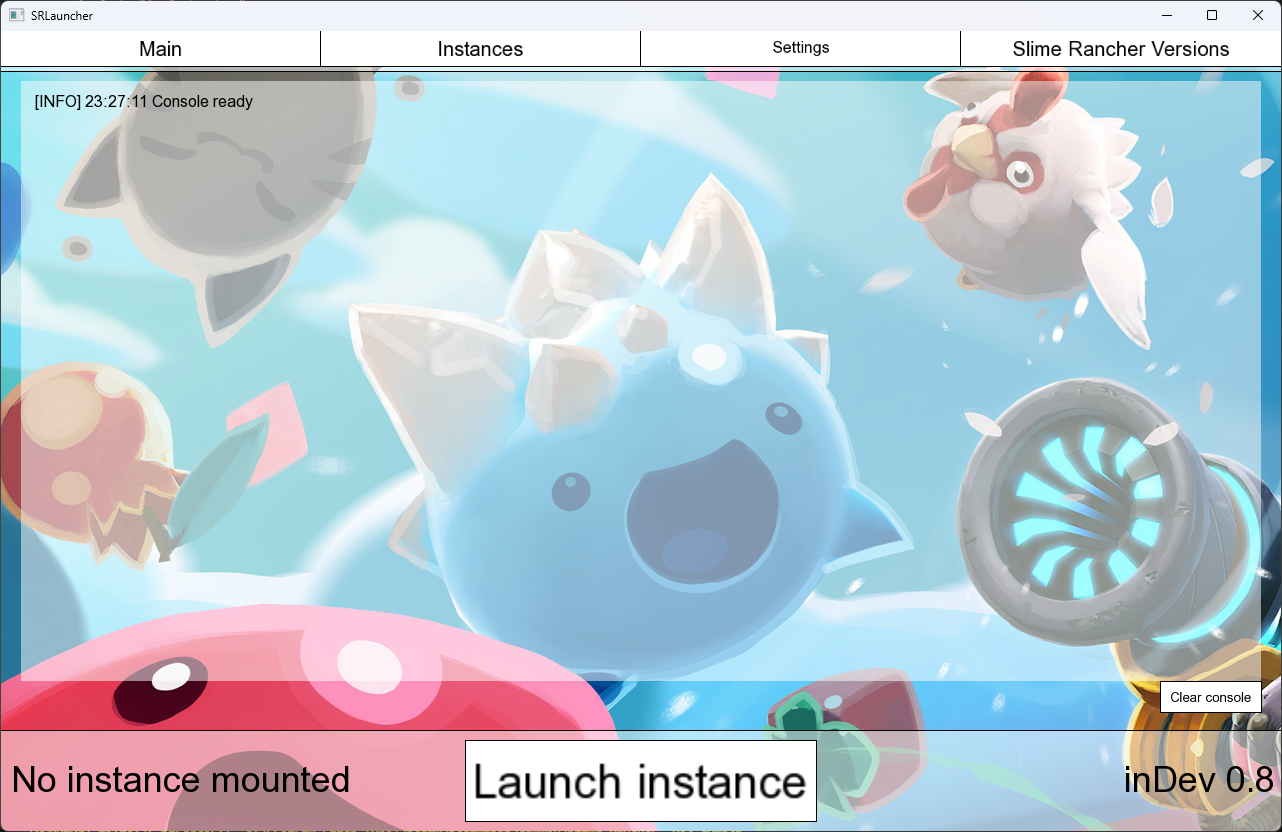 SRLauncher
Main
Instances
Settings
Slime Rancher Versions
[INFO] 23:27:11 Console ready
Clear console
No instance mounted
Launch instance
inDev 0.8